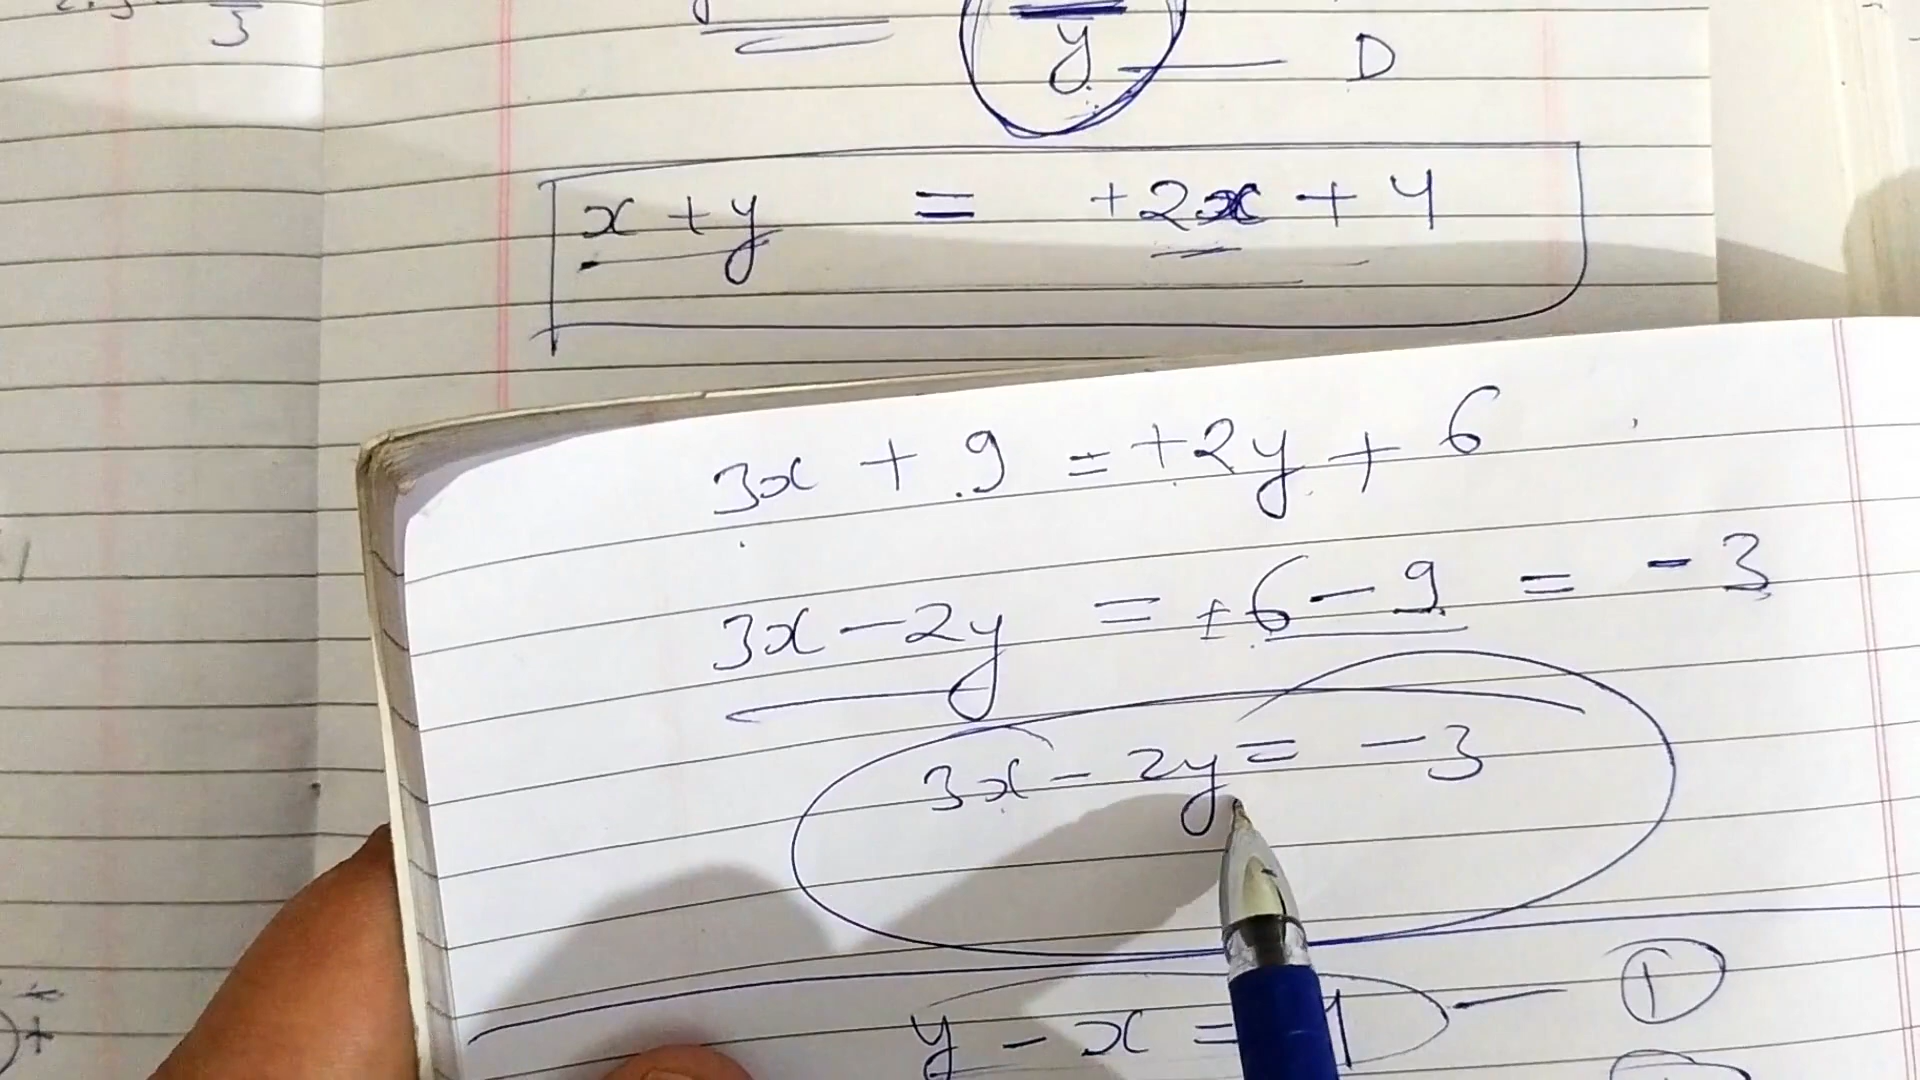 y — D
x + y = +2x + 4
3x + 9 = +2y + 6
3x - 2y = +6 - 9 = -3
3x - 2y = -3
y - x = 1 — 1